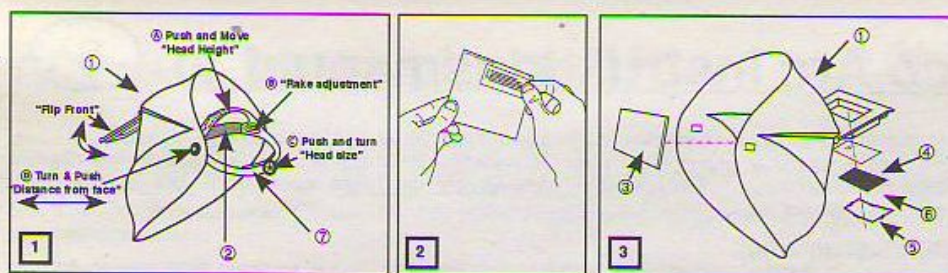 Ⓐ Push and Move
"Head Height"
①
Ⓑ "Rake adjustment"
"Flip Front"
Ⓒ Push and turn
"Head size"
Ⓓ Turn & Push
"Distance from face"
②
⑦
1
2
①
③
④
⑥
⑤
3